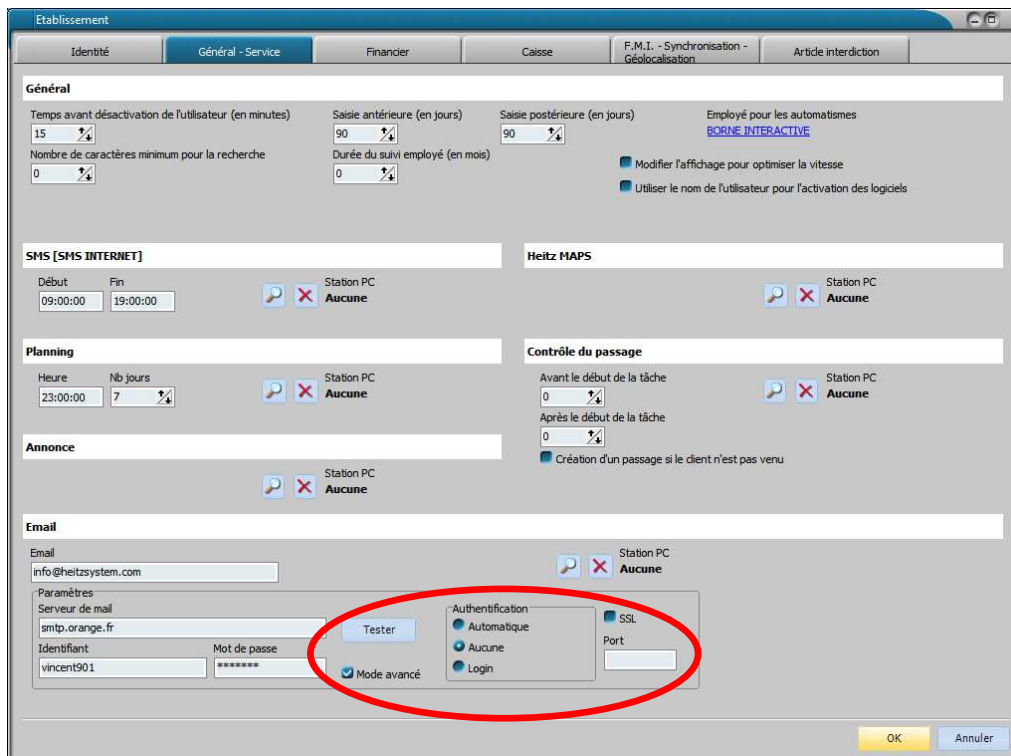 Etablissement
Identité
Général - Service
Financier
Caisse
F.M.I. - Synchronisation -
Géolocalisation
Article interdiction
Général
Temps avant désactivation de l'utilisateur (en minutes)
Saisie antérieure (en jours)
Saisie postérieure (en jours)
Employé pour les automatismes
15
90
90
BORNE INTERACTIVE
Nombre de caractères minimum pour la recherche
Durée du suivi employé (en mois)
0
0
Modifier l'affichage pour optimiser la vitesse
Utiliser le nom de l'utilisateur pour l'activation des logiciels
SMS [SMS INTERNET]
Heitz MAPS
Début
Fin
Station PC
09:00:00
19:00:00
Aucune
Station PC
Aucune
Planning
Contrôle du passage
Heure
Nb jours
Station PC
23:00:00
7
Aucune
Avant le début de la tâche
0
Station PC
Aucune
Après le début de la tâche
0
Création d'un passage si le client n'est pas venu
Annonce
Station PC
Aucune
Email
Email
info@heitzsystem.com
Station PC
Aucune
Paramètres
Serveur de mail
smtp.orange.fr
Identifiant
Mot de passe
vincent901
*******
Tester
Mode avancé
Authentification
Automatique
Aucune
Login
SSL
Port
OK
Annuler